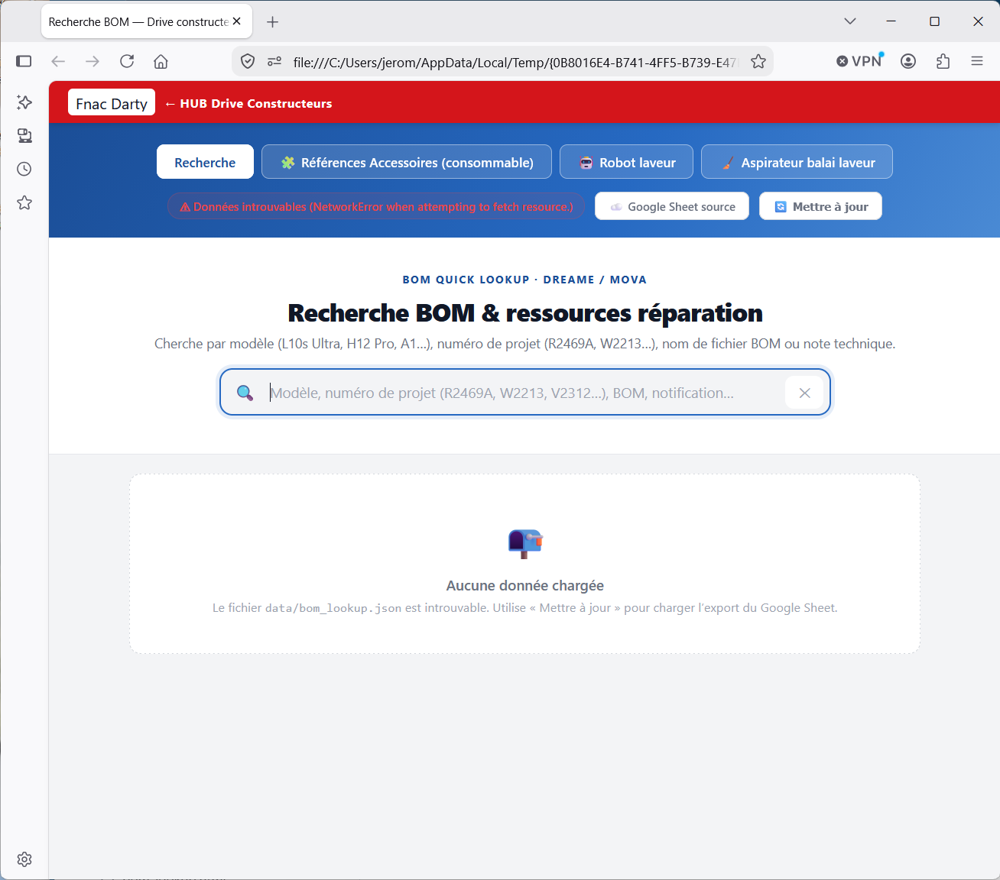 Recherche BOM — Drive constructe
file:///C:/Users/jerom/AppData/Local/Temp/{0B8016E4-B741-4FF5-B739-E47
VPN
Fnac Darty
← HUB Drive Constructeurs
Recherche
Références Accessoires (consommable)
Robot laveur
Aspirateur balai laveur
Données introuvables (NetworkError when attempting to fetch resource.)
Google Sheet source
Mettre à jour
BOM QUICK LOOKUP · DREAME / MOVA
Recherche BOM & ressources réparation
Cherche par modèle (L10s Ultra, H12 Pro, A1…), numéro de projet (R2469A, W2213…), nom de fichier BOM ou note technique.
Modèle, numéro de projet (R2469A, W2213, V2312…), BOM, notification…
Aucune donnée chargée
Le fichier data/bom_lookup.json est introuvable. Utilise « Mettre à jour » pour charger l'export du Google Sheet.